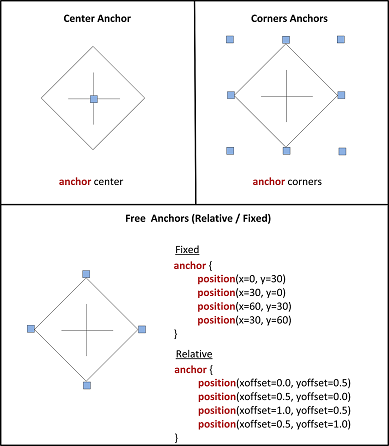 Center Anchor
anchor center
Corners Anchors
anchor corners
Free Anchors (Relative / Fixed)
Fixed
anchor {
position(x=0, y=30)
position(x=30, y=0)
position(x=60, y=30)
position(x=30, y=60)
}
Relative
anchor {
position(xoffset=0.0, yoffset=0.5)
position(xoffset=0.5, yoffset=0.0)
position(xoffset=1.0, yoffset=0.5)
position(xoffset=0.5, yoffset=1.0)
}